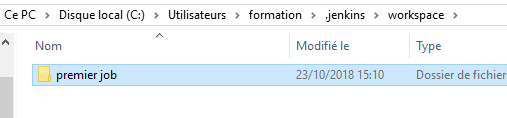 Ce PC > Disque local (C:) > Utilisateurs > formation > .jenkins > workspace >
Nom Modifié le Type
premier job 23/10/2018 15:10 Dossier de fichier